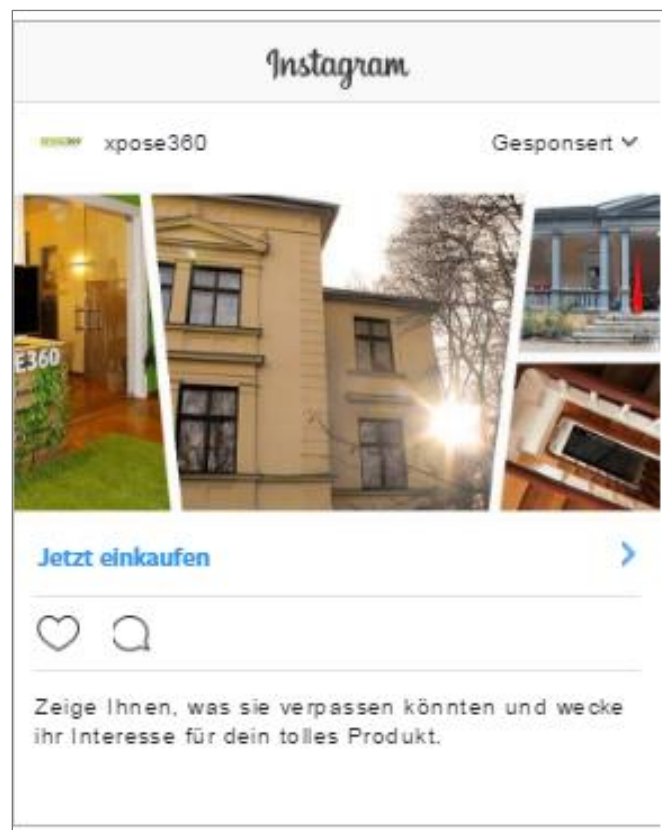 Instagram
xpose360
Gesponsert
E360
Jetzt einkaufen
Zeige Ihnen, was sie verpassen könnten und wecke
ihr Interesse für dein tolles Produkt.